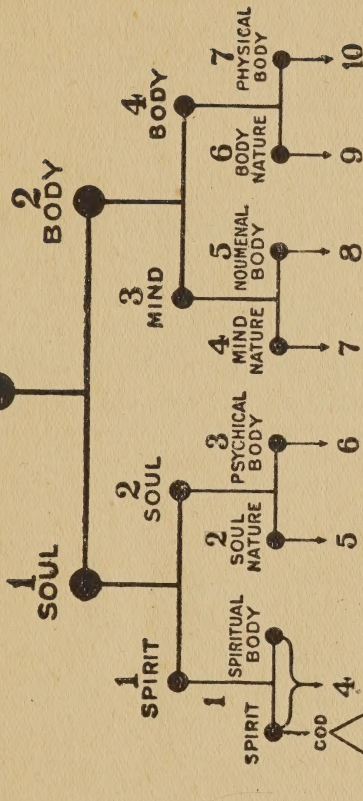 1
SOUL
2
BODY
1
SPIRIT
2
SOUL
3
MIND
4
BODY
1
SPIRIT
SPIRITUAL
BODY
2
SOUL
NATURE
3
PSYCHICAL
BODY
4
MIND
NATURE
5
NOUMENAL
BODY
6
BODY
NATURE
7
PHYSICAL
BODY
GOD
4
5
6
7
8
9
10